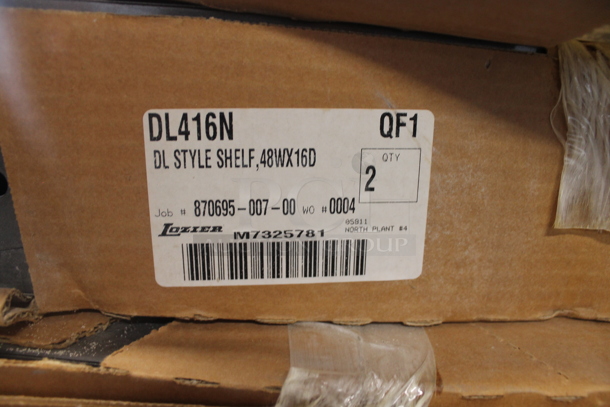 DL416N QF1
DL STYLE SHELF,48WX16D
QTY
2
Job # 870695-007-00 WO #0004
05011
LOZIER M7325781 NORTH PLANT #4
GROUP